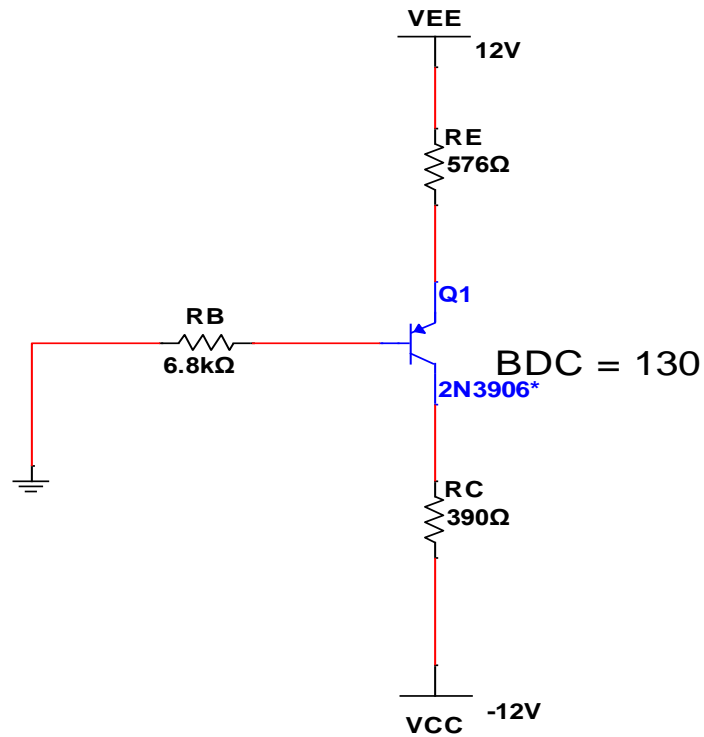 VEE
12V
RE
576Ω
Q1
RB
6.8kΩ
BDC = 130
2N3906*
RC
390Ω
-12V
VCC